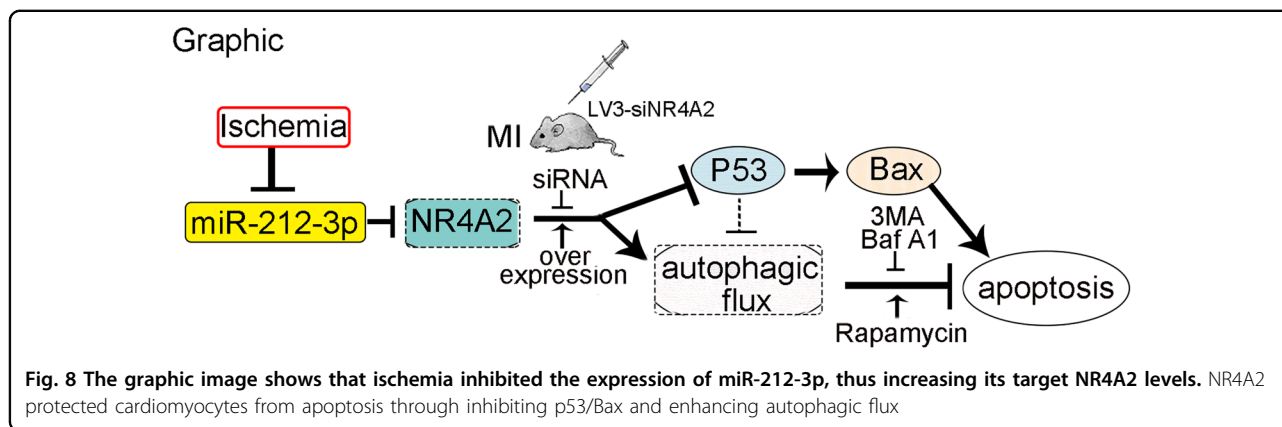 Graphic
Ischemia
miR-212-3p
NR4A2
MI
LV3-siNR4A2
siRNA
over
expression
P53
autophagic
flux
Bax
3MA
Baf A1
Rapamycin
apoptosis
Fig. 8 The graphic image shows that ischemia inhibited the expression of miR-212-3p, thus increasing its target NR4A2 levels. NR4A2
protected cardiomyocytes from apoptosis through inhibiting p53/Bax and enhancing autophagic flux